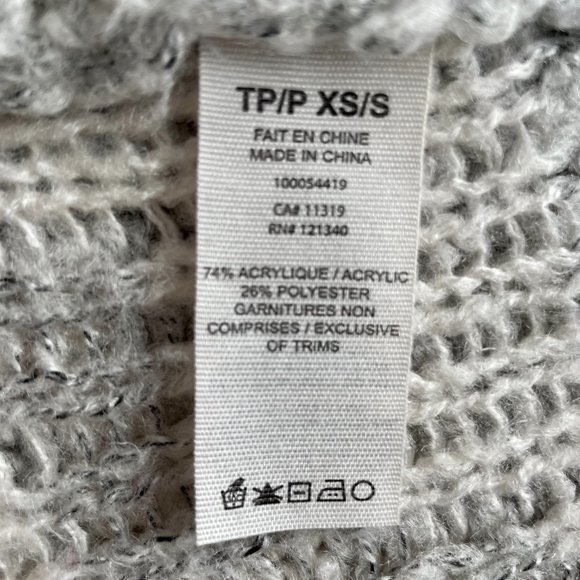 TP/P XS/S
FAIT EN CHINE
MADE IN CHINA
100054419
CA# 11319
RN# 121340
74% ACRYLIQUE / ACRYLIC
26% POLYESTER
GARNITURES NON
COMPRISES / EXCLUSIVE
OF TRIMS